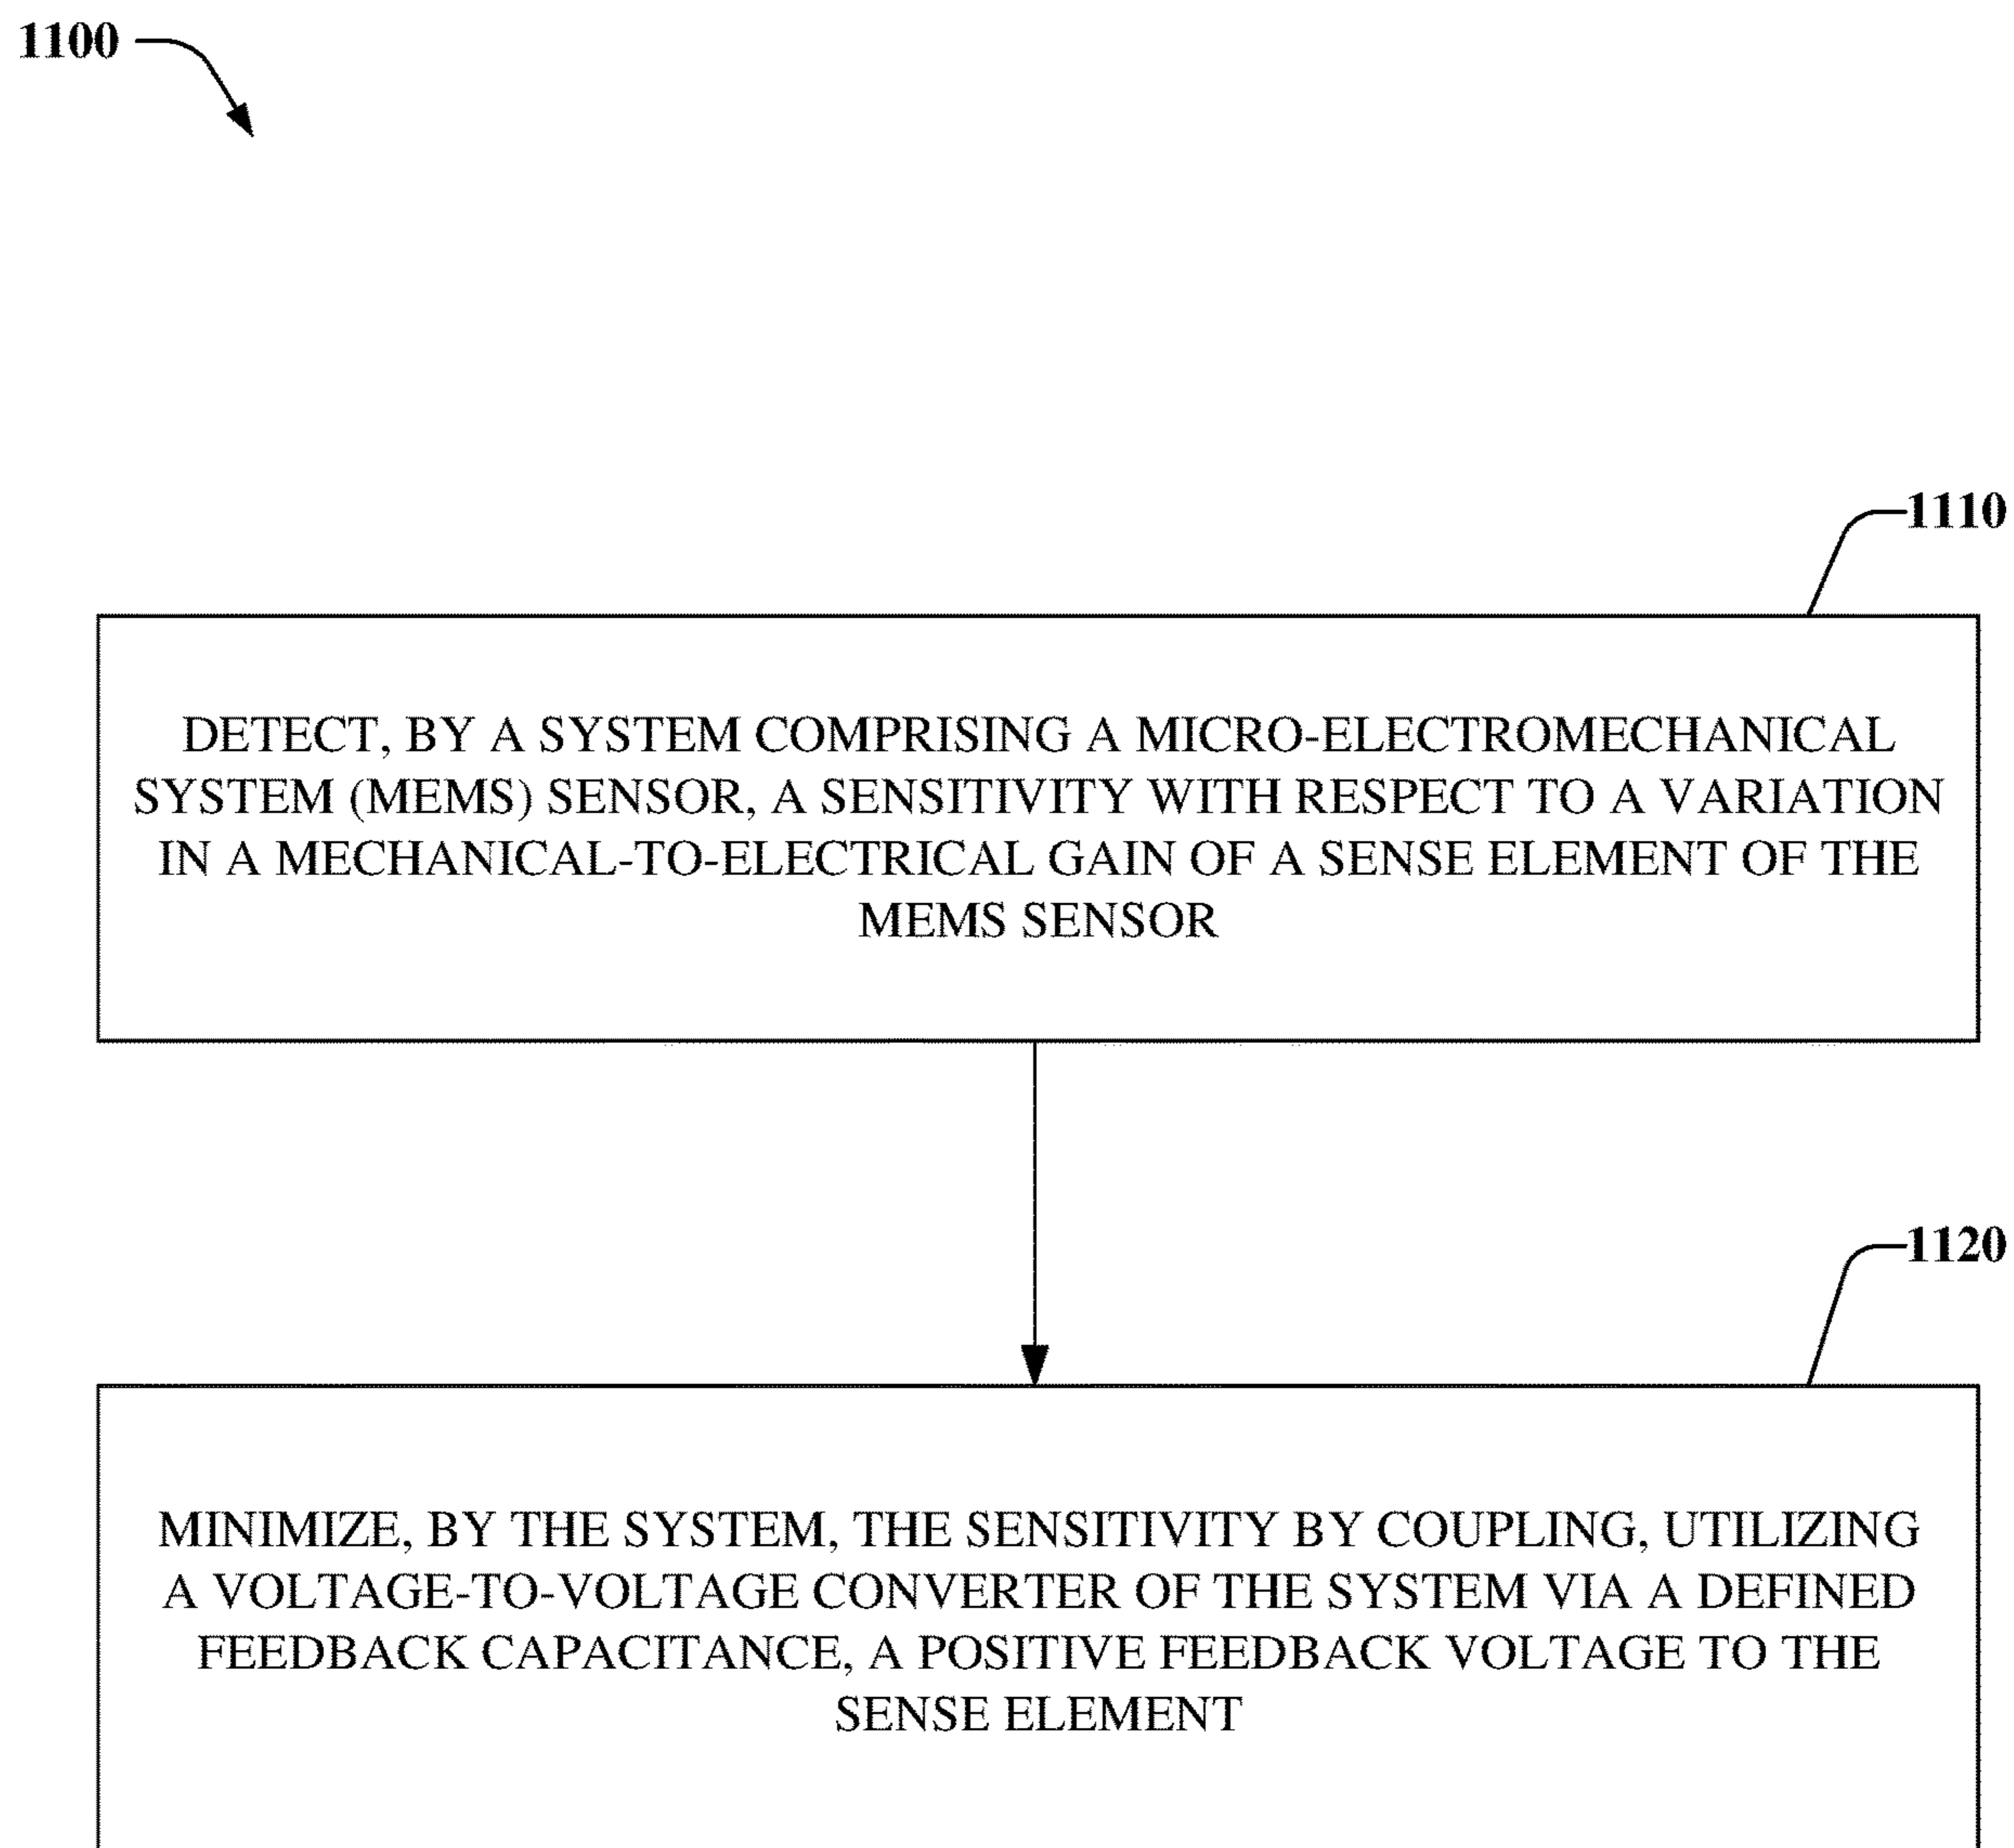 1100
1110
DETECT, BY A SYSTEM COMPRISING A MICRO-ELECTROMECHANICAL
SYSTEM (MEMS) SENSOR, A SENSITIVITY WITH RESPECT TO A VARIATION
IN A MECHANICAL-TO-ELECTRICAL GAIN OF A SENSE ELEMENT OF THE
MEMS SENSOR
1120
MINIMIZE, BY THE SYSTEM, THE SENSITIVITY BY COUPLING, UTILIZING
A VOLTAGE-TO-VOLTAGE CONVERTER OF THE SYSTEM VIA A DEFINED
FEEDBACK CAPACITANCE, A POSITIVE FEEDBACK VOLTAGE TO THE
SENSE ELEMENT